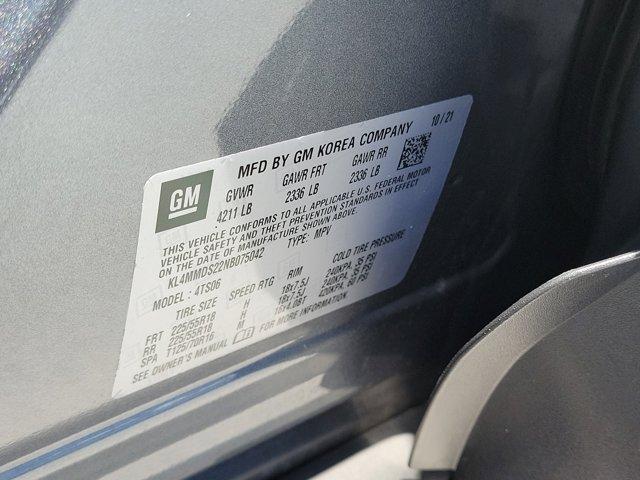 GM
MFD BY GM KOREA COMPANY 10/21
GVWR GAWR FRT GAWR RR
4211 LB 2336 LB 2336 LB
THIS VEHICLE CONFORMS TO ALL APPLICABLE U.S. FEDERAL MOTOR
VEHICLE SAFETY AND THEFT PREVENTION STANDARDS IN EFFECT
ON THE DATE OF MANUFACTURE SHOWN ABOVE.
KL4MMDS22NB075042 TYPE: MPV
MODEL: 4TS06
TIRE SIZE SPEED RTG RIM COLD TIRE PRESSURE
FRT 225/55R18 H 18x7.5J 240KPA, 35 PSI
RR 225/55R18 H 18x7.5J 240KPA, 35 PSI
SPA T125/70R16 M 16x4.0BT 420KPA, 60 PSI
SEE OWNER'S MANUAL FOR MORE INFORMATION